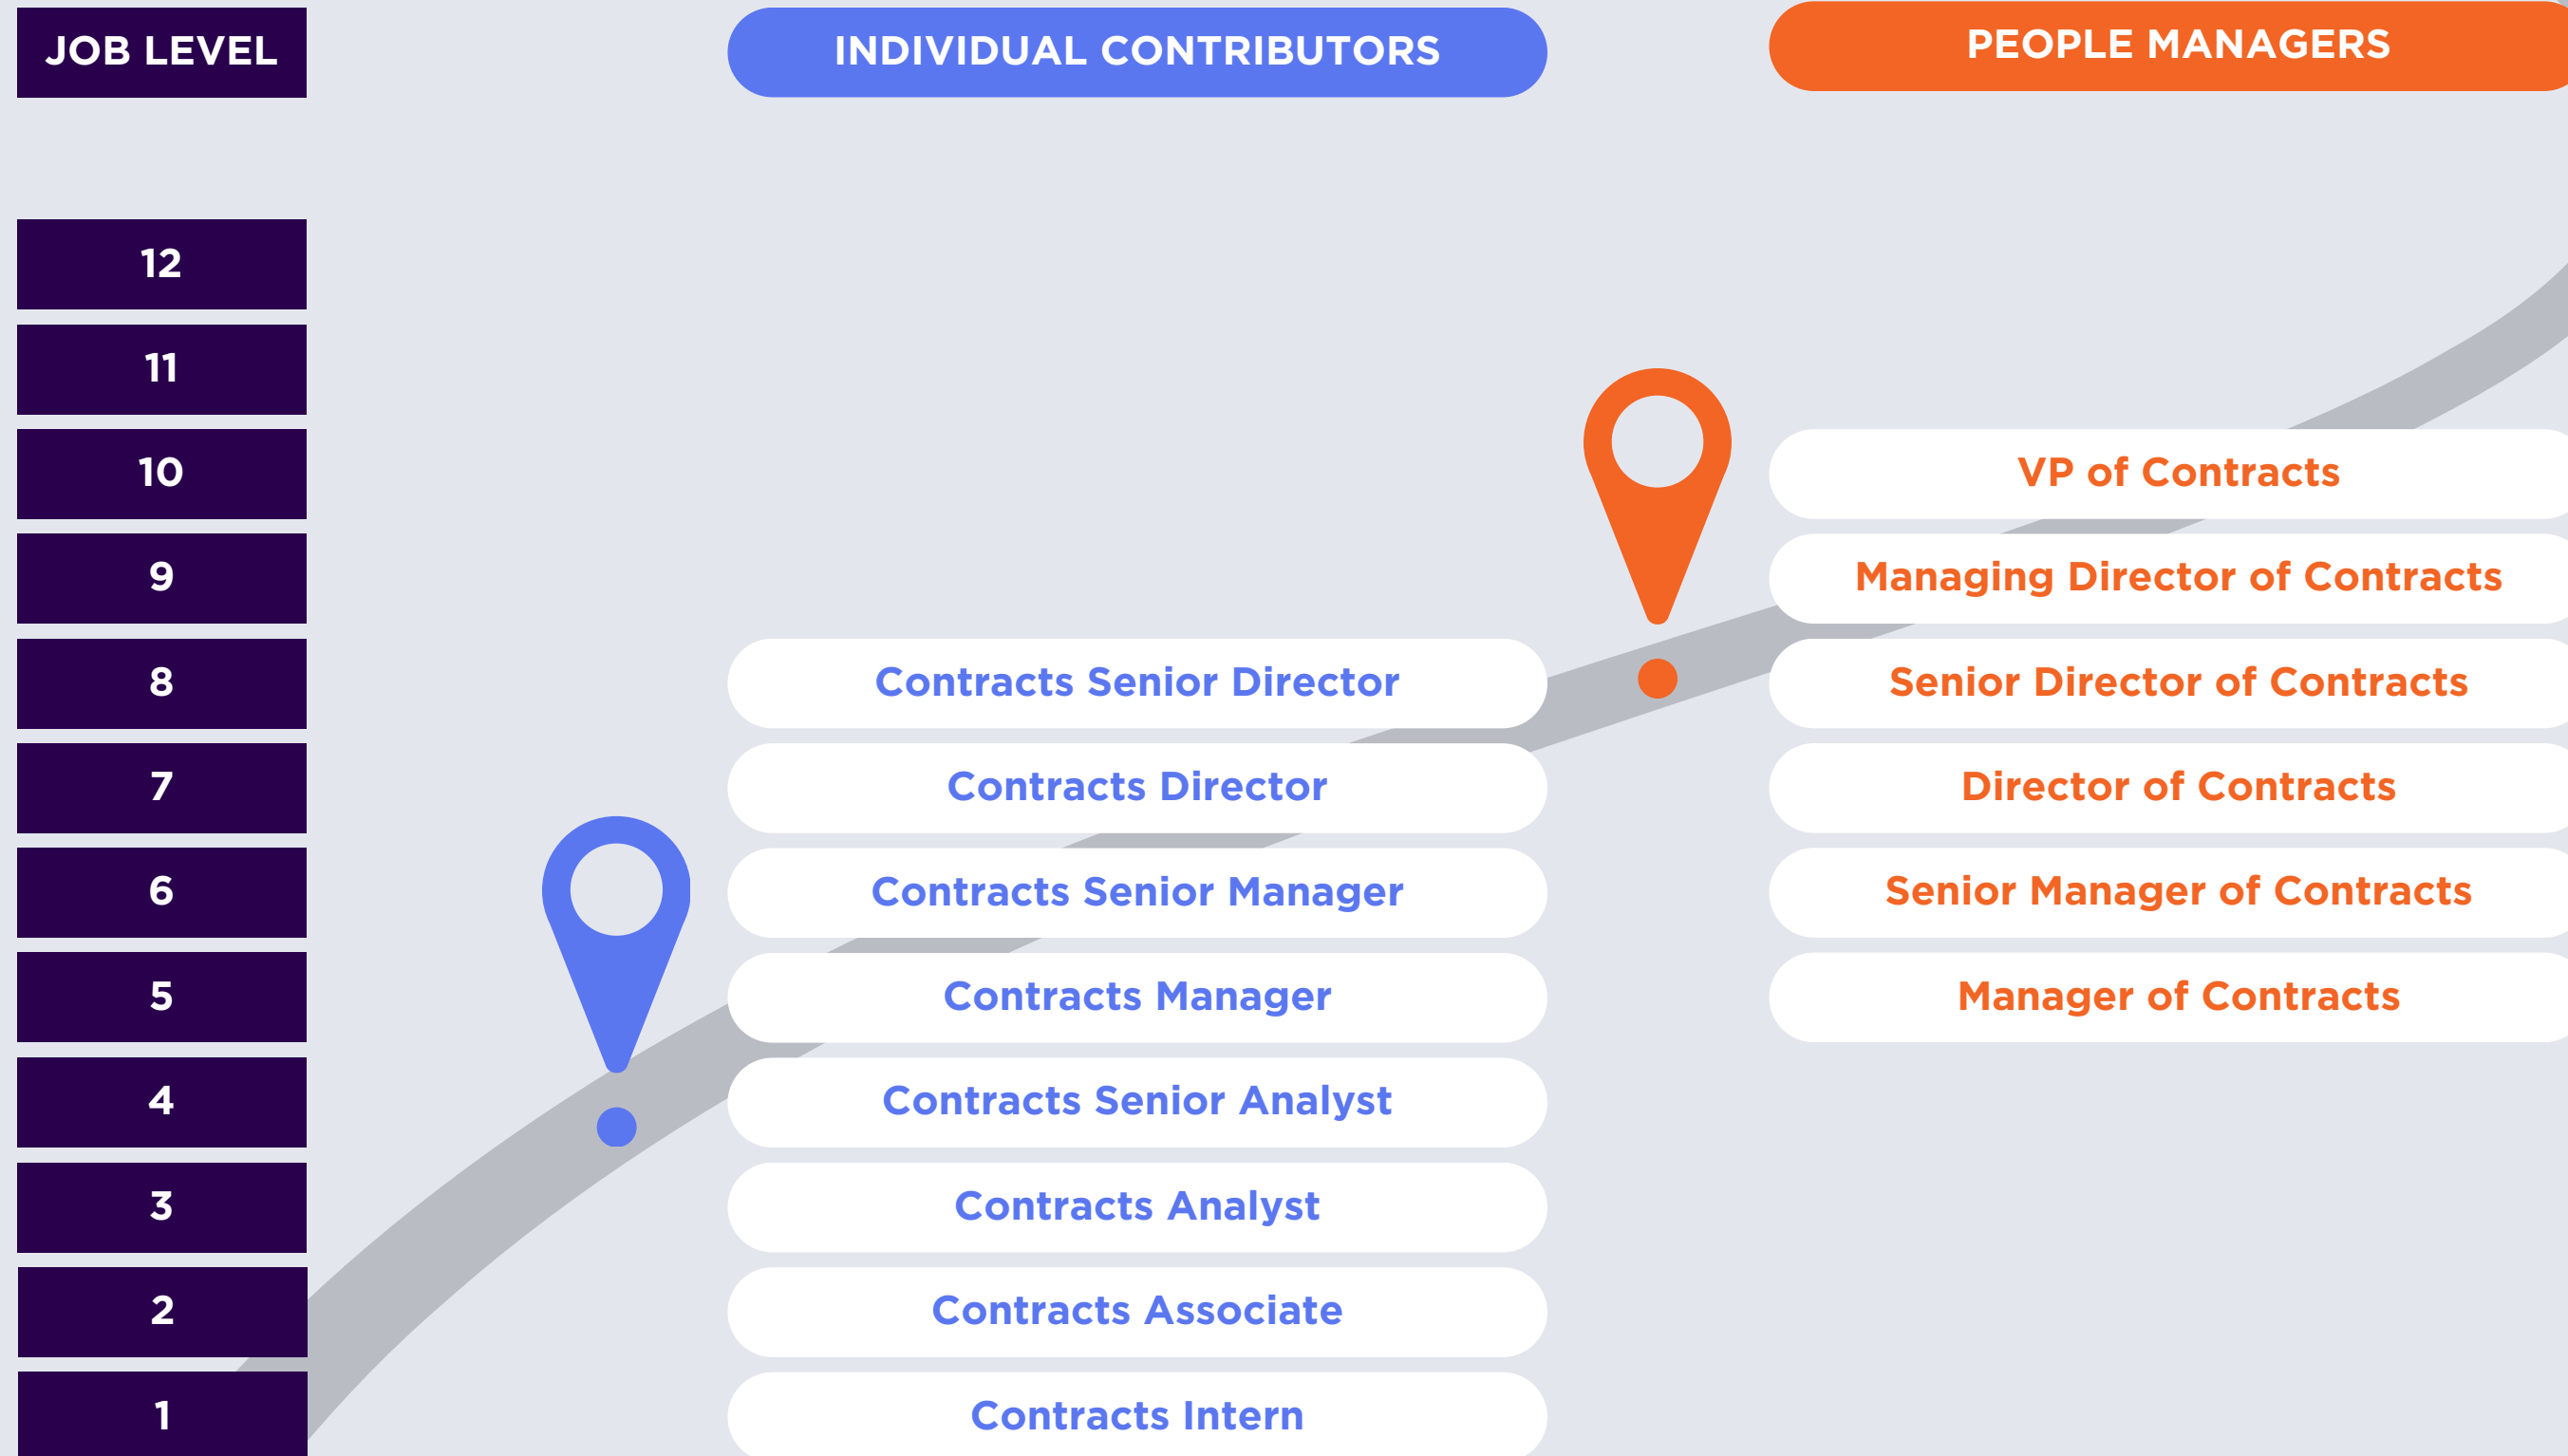 JOB LEVEL
INDIVIDUAL CONTRIBUTORS
PEOPLE MANAGERS
12
11
10
VP of Contracts
9
Managing Director of Contracts
8
Contracts Senior Director
Senior Director of Contracts
7
Contracts Director
Director of Contracts
6
Contracts Senior Manager
Senior Manager of Contracts
5
Contracts Manager
Manager of Contracts
4
Contracts Senior Analyst
3
Contracts Analyst
2
Contracts Associate
1
Contracts Intern